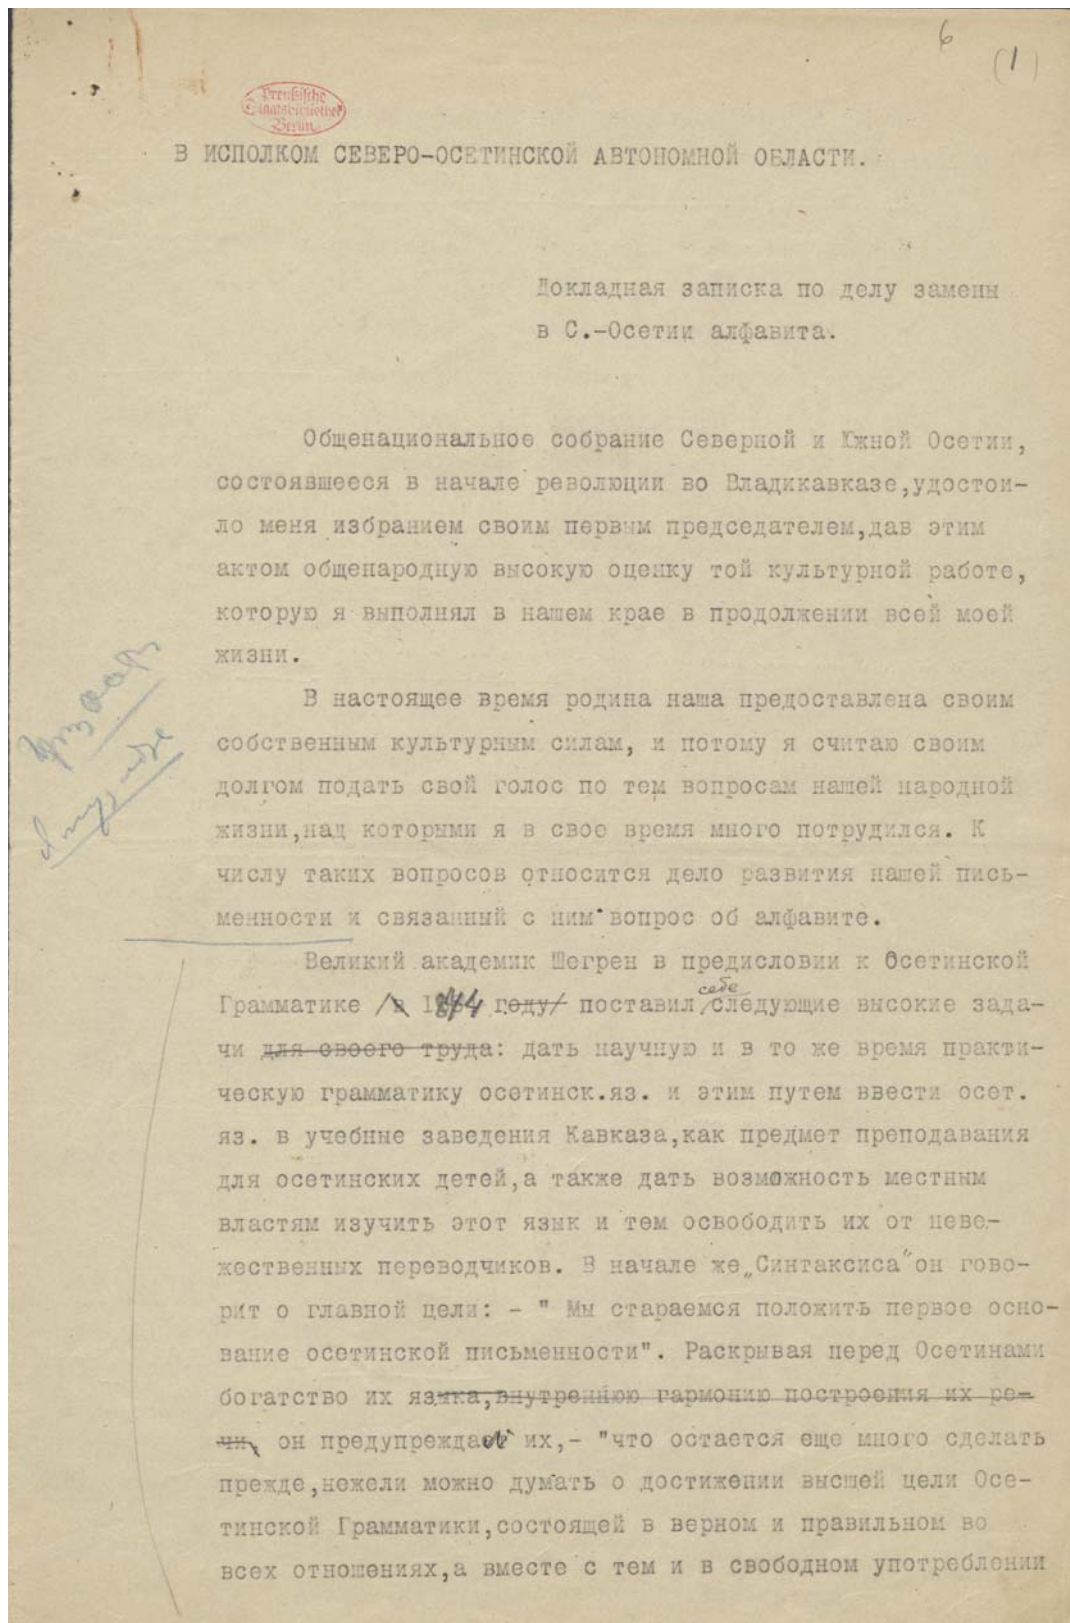 6
(1)
Preußische
Staatsbibliothek
Berlin
В ИСПОЛКОМ СЕВЕРО-ОСЕТИНСКОЙ АВТОНОМНОЙ ОБЛАСТИ.
Докладная записка по делу замены
в С.-Осетии алфавита.
Общенациональное собрание Северной и Южной Осетии,
состоявшееся в начале революции во Владикавказе,удостои-
ло меня избранием своим первым председателем,дав этим
актом общенародную высокую оценку той культурной работе,
которую я выполнял в нашем крае в продолжении всей моей
жизни.
В настоящее время родина наша предоставлена своим
собственным культурным силам, и потому я считаю своим
долгом подать свой голос по тем вопросам нашей народной
жизни,над которыми я в свое время много потрудился. К
числу таких вопросов относится дело развития нашей пись-
менности и связанный с ним вопрос об алфавите.
Великий академик Шегрен в предисловии к Осетинской
Грамматике /в 1844 году/ поставил себе следующие высокие зада-
чи для своего труда: дать научную и в то же время практи-
ческую грамматику осетинск.яз. и этим путем ввести осет.
яз. в учебные заведения Кавказа,как предмет преподавания
для осетинских детей,а также дать возможность местным
властям изучить этот язык и тем освободить их от неве-
жественных переводчиков. В начале же „Синтаксиса" он гово-
рит о главной цели: - " Мы стараемся положить первое осно-
вание осетинской письменности". Раскрывая перед Осетинами
богатство их языка,внутреннюю гармонию построения их ре-
чи, он предупреждает их,- "что остается еще много сделать
прежде,нежели можно думать о достижении высшей цели Осе-
тинской Грамматики,состоящей в верном и правильном во
всех отношениях,а вместе с тем и в свободном употреблении